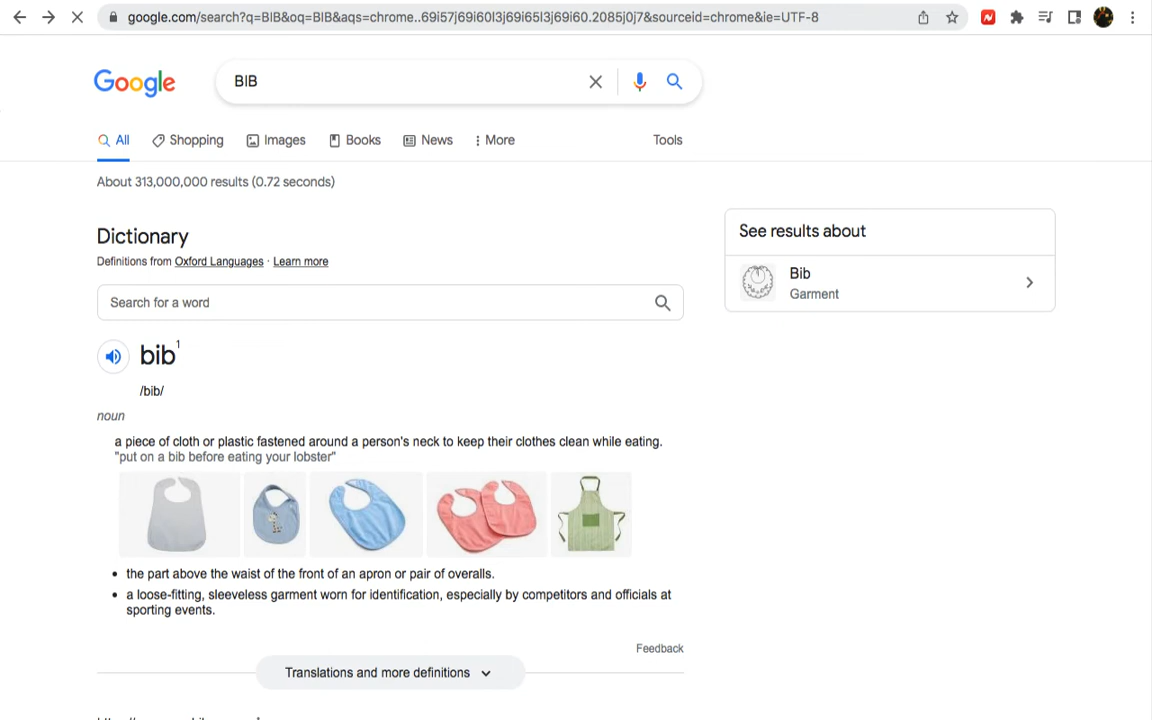 google.com/search?q=BIB&oq=BIB&aqs=chrome..69i57j69i60l3j69i65l3j69i60.2085j0j7&sourceid=chrome&ie=UTF-8
Google
BIB
All Shopping Images Books News More Tools
About 313,000,000 results (0.72 seconds)
Dictionary
Definitions from Oxford Languages · Learn more
Search for a word
bib¹
/bib/
noun
a piece of cloth or plastic fastened around a person's neck to keep their clothes clean while eating.
"put on a bib before eating your lobster"
• the part above the waist of the front of an apron or pair of overalls.
• a loose-fitting, sleeveless garment worn for identification, especially by competitors and officials at
sporting events.
Feedback
Translations and more definitions
See results about
Bib
Garment